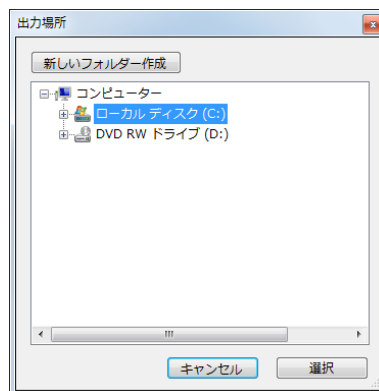 出力場所
新しいフォルダー作成
コンピューター
ローカル ディスク (C:)
DVD RW ドライブ (D:)
キャンセル
選択